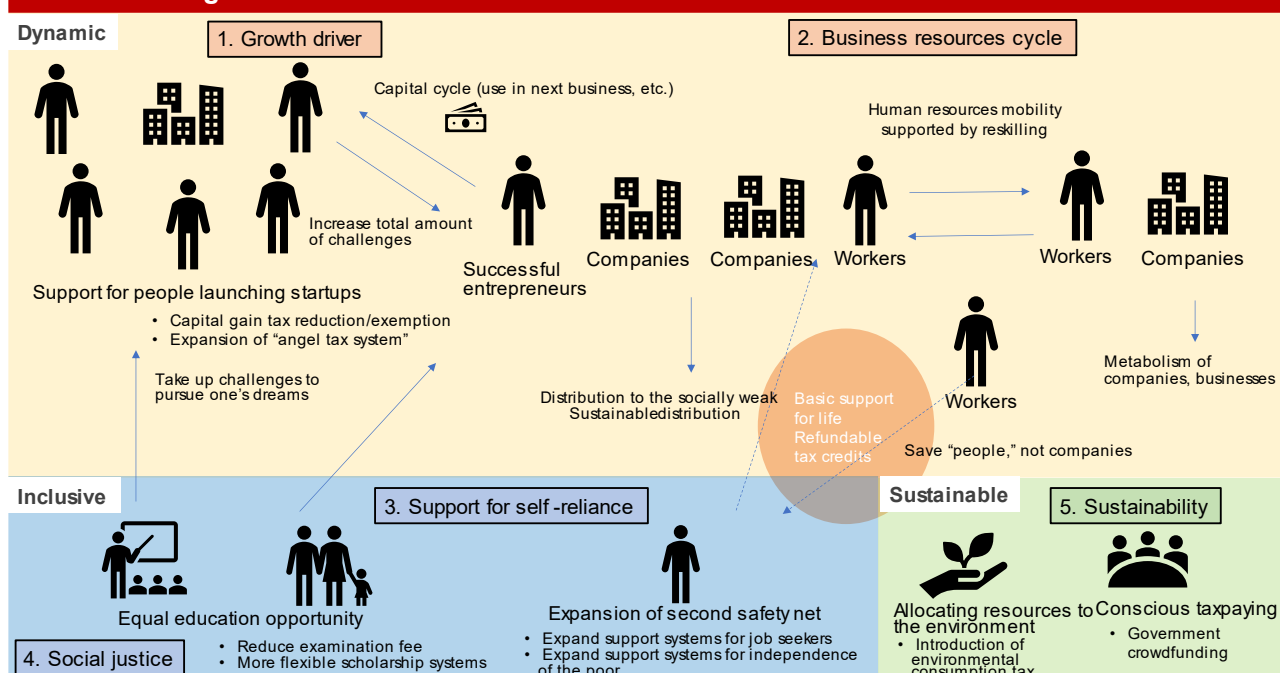 Dynamic
1. Growth driver
2. Business resources cycle
Capital cycle (use in next business, etc.)
Human resources mobility
supported by reskilling
Increase total amount
of challenges
Successful
entrepreneurs
Companies
Companies
Workers
Workers
Companies
Support for people launching startups
• Capital gain tax reduction/exemption
• Expansion of “angel tax system”
Take up challenges to
pursue one’s dreams
Distribution to the socially weak
Sustainabledistribution
Basic support
for life
Refundable
tax credits
Workers
Metabolism of
companies, businesses
Save “people,” not companies
Inclusive
3. Support for self-reliance
Sustainable
5. Sustainability
Equal education opportunity
• Reduce examination fee
• More flexible scholarship systems
4. Social justice
Expansion of second safety net
• Expand support systems for job seekers
• Expand support systems for independence
of the poor
Allocating resources to
the environment
• Introduction of
environmental
consumption tax
Conscious taxpaying
• Government
crowdfunding